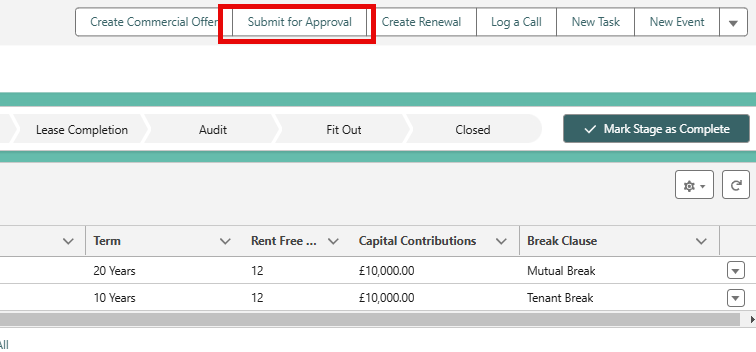 Create Commercial Offer Submit for Approval Create Renewal Log a Call New Task New Event
Lease Completion Audit Fit Out Closed Mark Stage as Complete
Term Rent Free ... Capital Contributions Break Clause
20 Years 12 £10,000.00 Mutual Break
10 Years 12 £10,000.00 Tenant Break
All